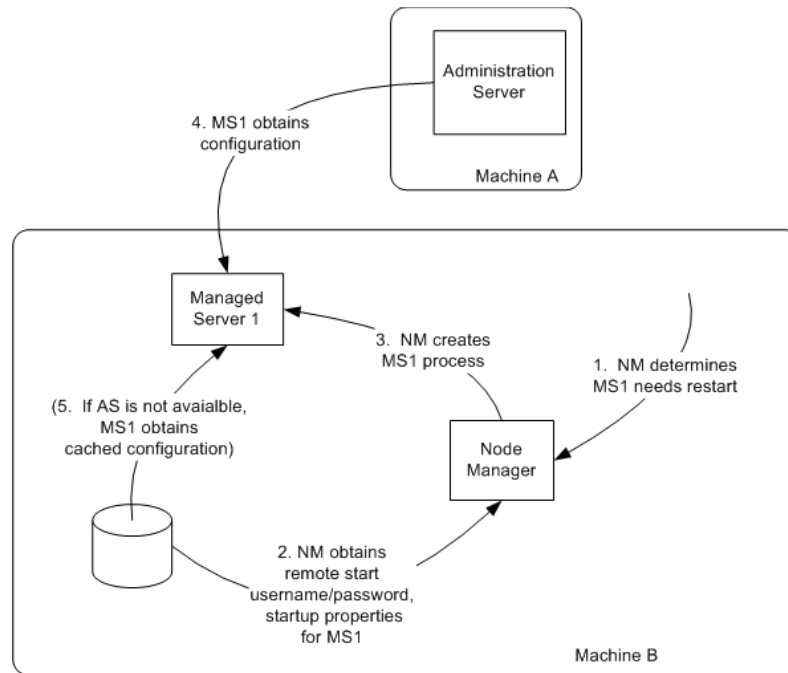 Administration
Server
Machine A
4. MS1 obtains
configuration
Managed
Server 1
3. NM creates
MS1 process
1. NM determines
MS1 needs restart
(5. If AS is not avaialble,
MS1 obtains
cached configuration)
Node
Manager
2. NM obtains
remote start
username/password,
startup properties
for MS1
Machine B